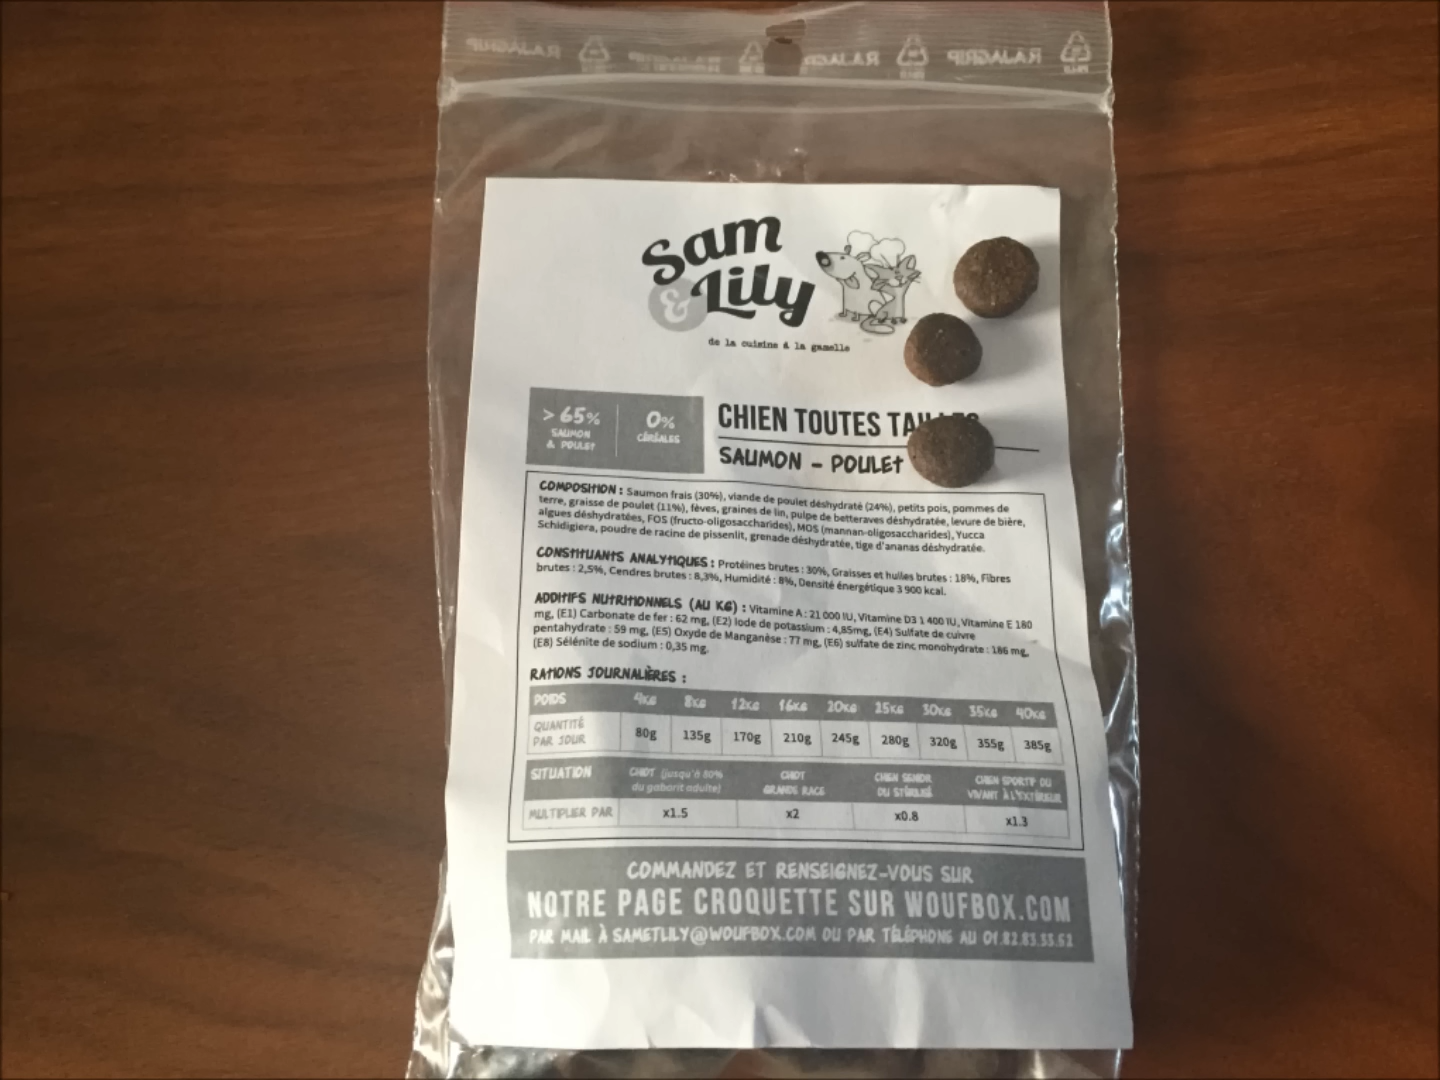 Sam
& Lily
de la cuisine à la gamelle
> 65%
SAUMON
& POULET
0%
CÉRÉALES
CHIEN TOUTES TAILLES
SAUMON - POULET
COMPOSITION : Saumon frais (30%), viande de poulet déshydraté (24%), petits pois, pommes de
terre, graisse de poulet (11%), fèves, graines de lin, pulpe de betteraves déshydratée, levure de bière,
algues déshydratées, FOS (fructo-oligosaccharides), MOS (mannan-oligosaccharides), Yucca
Schidigiera, poudre de racine de pissenlit, grenade déshydratée, tige d'ananas déshydratée.
CONSTITUANTS ANALYTIQUES : Protéines brutes : 30%, Graisses et huiles brutes : 18%, Fibres
brutes : 2,5%, Cendres brutes : 8,3%, Humidité : 8%, Densité énergétique 3 900 kcal.
ADDITIFS NUTRITIONNELS (AU KG) : Vitamine A : 21 000 IU, Vitamine D3 1 400 IU, Vitamine E 180
mg, (E1) Carbonate de fer : 62 mg, (E2) Iode de potassium : 4,85mg, (E4) Sulfate de cuivre
pentahydrate : 59 mg, (E5) Oxyde de Manganèse : 77 mg, (E6) sulfate de zinc monohydrate : 186 mg,
(E8) Sélénite de sodium : 0,35 mg.
RATIONS JOURNALIÈRES :
POIDS 4KG 8KG 12KG 16KG 20KG 25KG 30KG 35KG 40KG
QUANTITÉ
PAR JOUR 80g 135g 170g 210g 245g 280g 320g 355g 385g
SITUATION CHIOT (jusqu'à 80%
du gabarit adulte) CHIOT
GRANDE RACE CHIEN SENIOR
OU STÉRILISÉ CHIEN SPORTIF OU
VIVANT À L'EXTÉRIEUR
MULTIPLIER PAR x1.5 x2 x0.8 x1.3
COMMANDEZ ET RENSEIGNEZ-VOUS SUR
NOTRE PAGE CROQUETTE SUR WOUFBOX.COM
PAR MAIL À SAMETLILY@WOUFBOX.COM OU PAR TÉLÉPHONE AU 01.82.83.53.52